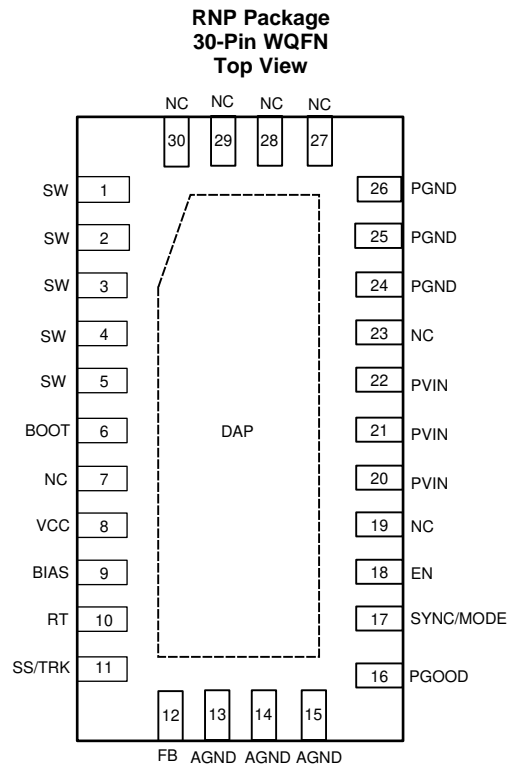 RNP Package
30-Pin WQFN
Top View
NC NC NC NC
30 29 28 27
SW 1 26 PGND
SW 2 25 PGND
SW 3 24 PGND
SW 4 23 NC
SW 5 22 PVIN
BOOT 6 DAP 21 PVIN
NC 7 20 PVIN
VCC 8 19 NC
BIAS 9 18 EN
RT 10 17 SYNC/MODE
SS/TRK 11 16 PGOOD
12 13 14 15
FB AGND AGND AGND